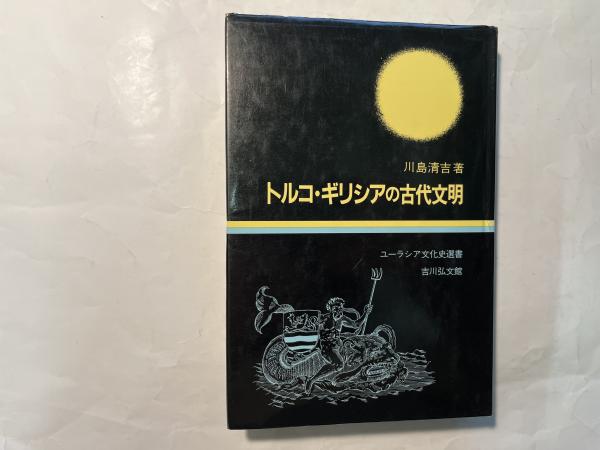 川島清吉著
トルコ・ギリシアの古代文明
ユーラシア文化史選書
吉川弘文館